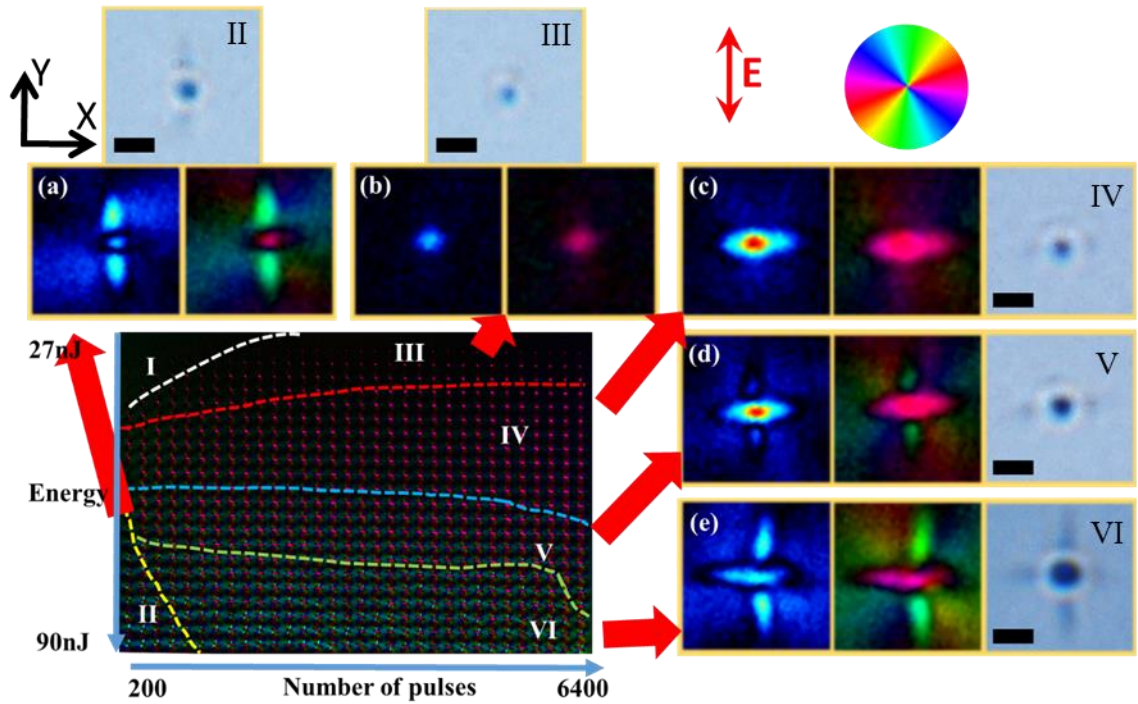 II
III
E
Y
X
(a)
(b)
(c)
IV
27nJ
I
III
(d)
V
IV
Energy
(e)
VI
V
II
VI
90nJ
200
Number of pulses
6400